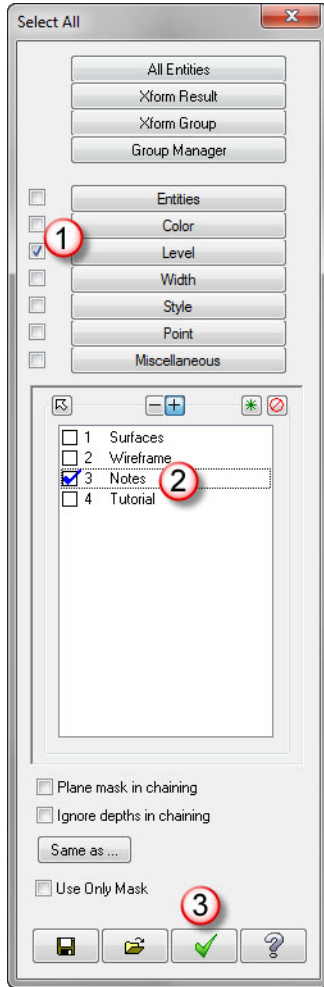 Select All
All Entities
Xform Result
Xform Group
Group Manager
Entities
Color
1
Level
Width
Style
Point
Miscellaneous
1 Surfaces
2 Wireframe
3 Notes
2
4 Tutorial
Plane mask in chaining
Ignore depths in chaining
Same as ...
Use Only Mask
3